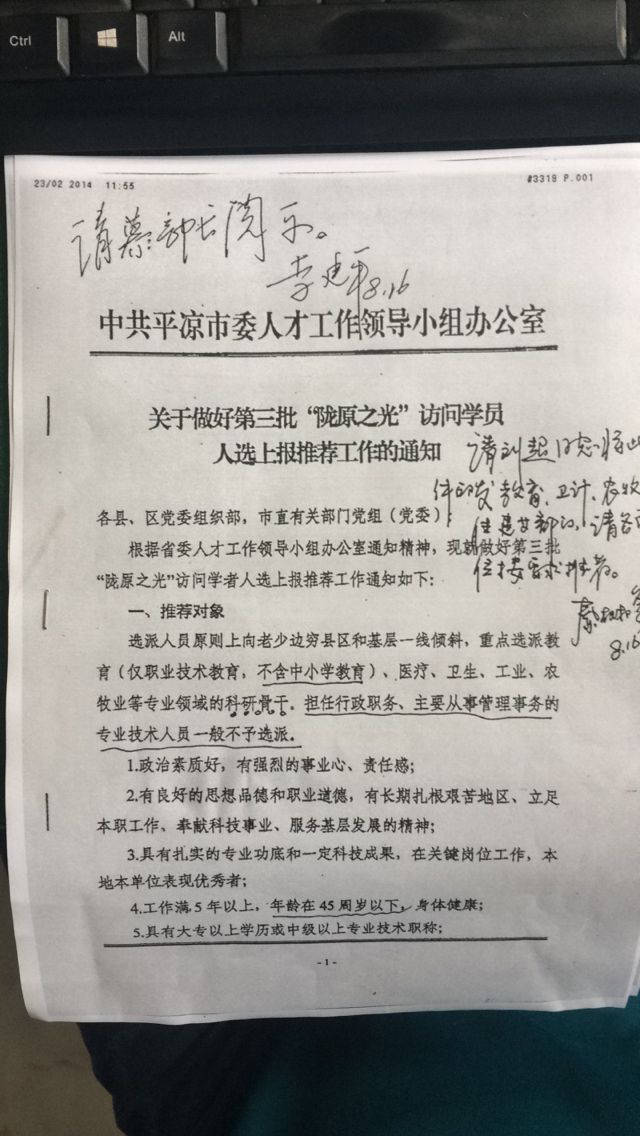 Ctrl
Alt
23/02 2014 11:55
#3318 P.001
请慕部长阅示。
李建平 8.16
中共平凉市委人才工作领导小组办公室
关于做好第三批“陇原之光”访问学员
人选上报推荐工作的通知
请刘超同志将此
件印发教育、卫计、农牧
住建等部门，请各
位按要求推荐。
8.16
各县、区党委组织部，市直有关部门党组（党委）：
根据省委人才工作领导小组办公室通知精神，现就做好第三批
“陇原之光”访问学者人选上报推荐工作通知如下：
一、推荐对象
选派人员原则上向老少边穷县区和基层一线倾斜，重点选派教
育（仅职业技术教育，不含中小学教育）、医疗、卫生、工业、农
牧业等专业领域的科研骨干。担任行政职务、主要从事管理事务的
专业技术人员一般不予选派。
1.政治素质好，有强烈的事业心、责任感；
2.有良好的思想品德和职业道德，有长期扎根艰苦地区、立足
本职工作、奉献科技事业、服务基层发展的精神；
3.具有扎实的专业功底和一定科技成果，在关键岗位工作，本
地本单位表现优秀者；
4.工作满 5 年以上，年龄在 45 周岁以下，身体健康；
5.具有大专以上学历或中级以上专业技术职称；
- 1 -